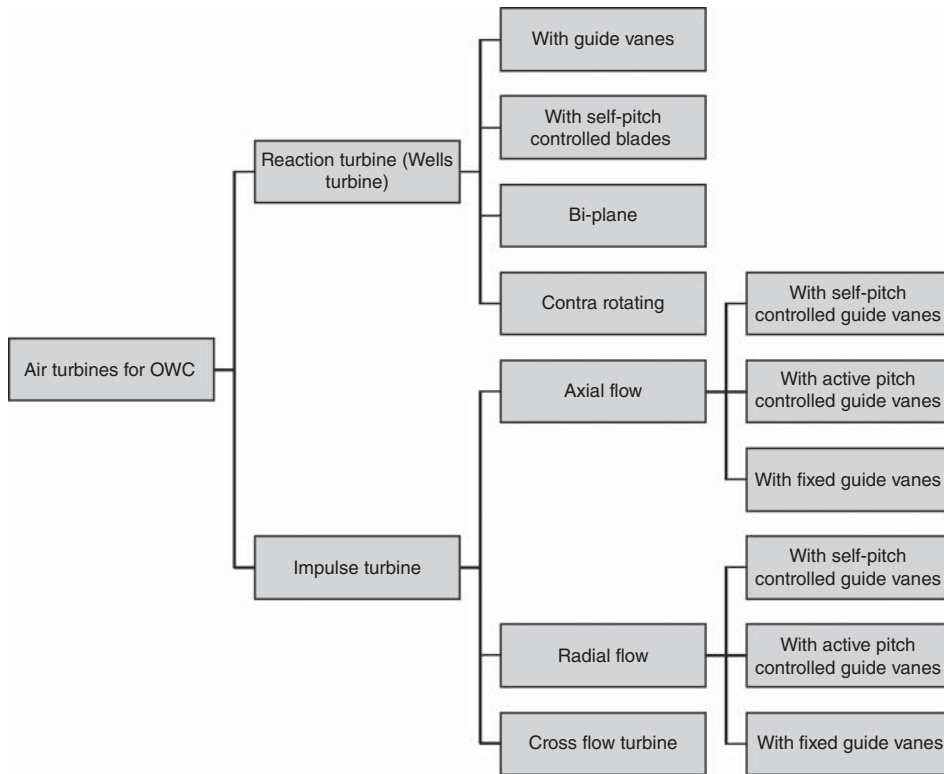 With guide vanes
With self-pitch
controlled blades
Reaction turbine (Wells
turbine)
Bi-plane
Contra rotating
With self-pitch
controlled guide vanes
Air turbines for OWC
Axial flow
With active pitch
controlled guide vanes
With fixed guide vanes
Impulse turbine
With self-pitch
controlled guide vanes
Radial flow
With active pitch
controlled guide vanes
Cross flow turbine
With fixed guide vanes